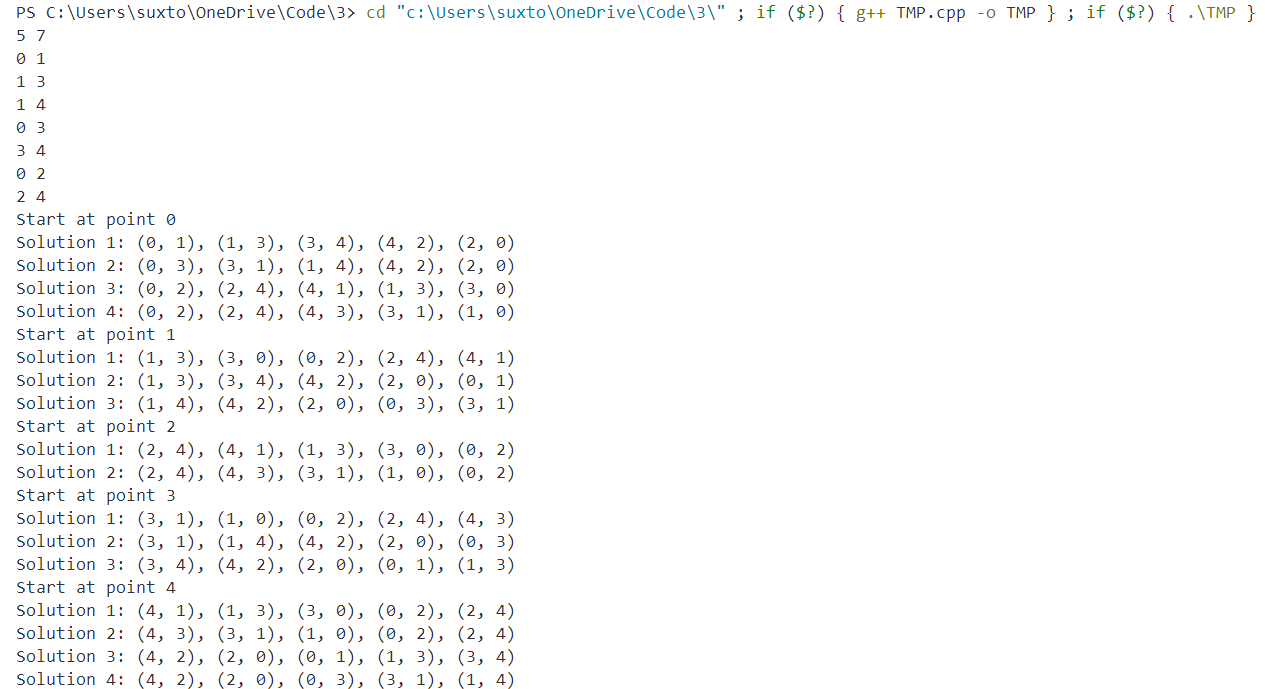 PS C:\Users\suxto\OneDrive\Code\3> cd "c:\Users\suxto\OneDrive\Code\3\" ; if ($?) { g++ TMP.cpp -o TMP } ; if ($?) { .\TMP }
5 7
0 1
1 3
1 4
0 3
3 4
0 2
2 4
Start at point 0
Solution 1: (0, 1), (1, 3), (3, 4), (4, 2), (2, 0)
Solution 2: (0, 3), (3, 1), (1, 4), (4, 2), (2, 0)
Solution 3: (0, 2), (2, 4), (4, 1), (1, 3), (3, 0)
Solution 4: (0, 2), (2, 4), (4, 3), (3, 1), (1, 0)
Start at point 1
Solution 1: (1, 3), (3, 0), (0, 2), (2, 4), (4, 1)
Solution 2: (1, 3), (3, 4), (4, 2), (2, 0), (0, 1)
Solution 3: (1, 4), (4, 2), (2, 0), (0, 3), (3, 1)
Start at point 2
Solution 1: (2, 4), (4, 1), (1, 3), (3, 0), (0, 2)
Solution 2: (2, 4), (4, 3), (3, 1), (1, 0), (0, 2)
Start at point 3
Solution 1: (3, 1), (1, 0), (0, 2), (2, 4), (4, 3)
Solution 2: (3, 1), (1, 4), (4, 2), (2, 0), (0, 3)
Solution 3: (3, 4), (4, 2), (2, 0), (0, 1), (1, 3)
Start at point 4
Solution 1: (4, 1), (1, 3), (3, 0), (0, 2), (2, 4)
Solution 2: (4, 3), (3, 1), (1, 0), (0, 2), (2, 4)
Solution 3: (4, 2), (2, 0), (0, 1), (1, 3), (3, 4)
Solution 4: (4, 2), (2, 0), (0, 3), (3, 1), (1, 4)